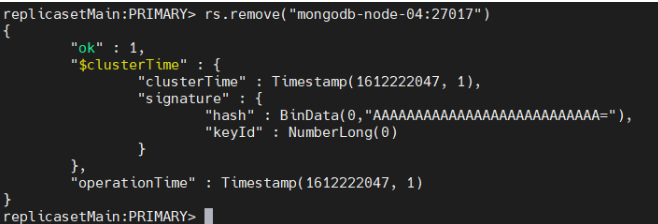 replicasetMain:PRIMARY> rs.remove("mongodb-node-04:27017")
{
        "ok" : 1,
        "$clusterTime" : {
                "clusterTime" : Timestamp(1612222047, 1),
                "signature" : {
                        "hash" : BinData(0,"AAAAAAAAAAAAAAAAAAAAAAAAAAA="),
                        "keyId" : NumberLong(0)
                }
        },
        "operationTime" : Timestamp(1612222047, 1)
}
replicasetMain:PRIMARY>